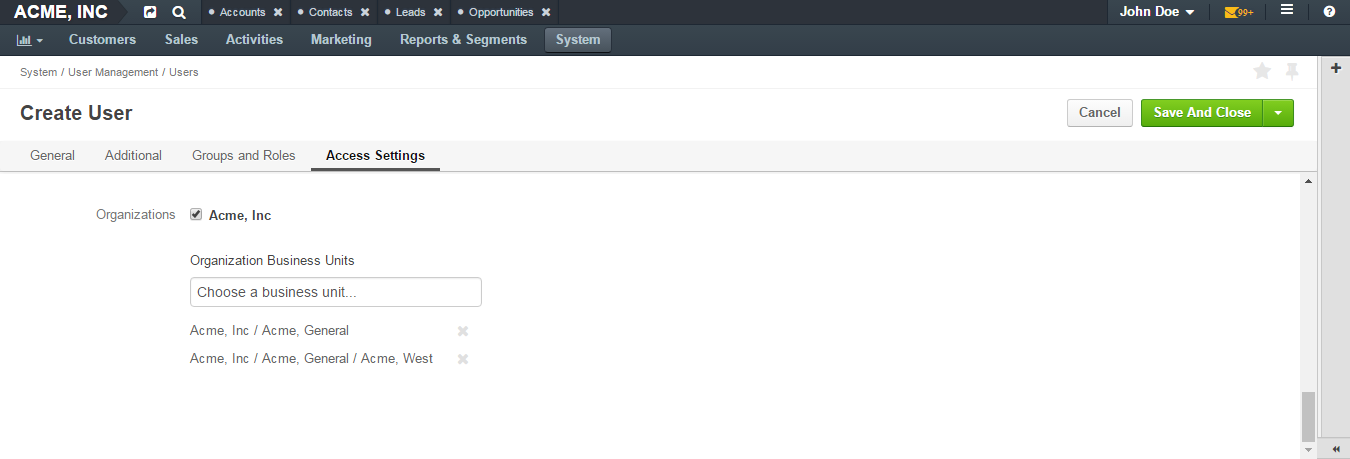 ACME, INC Accounts Contacts Leads Opportunities John Doe 99+
Customers Sales Activities Marketing Reports & Segments System
System / User Management / Users
Create User Cancel Save And Close
General Additional Groups and Roles Access Settings
Organizations Acme, Inc
Organization Business Units
Choose a business unit...
Acme, Inc / Acme, General
Acme, Inc / Acme, General / Acme, West